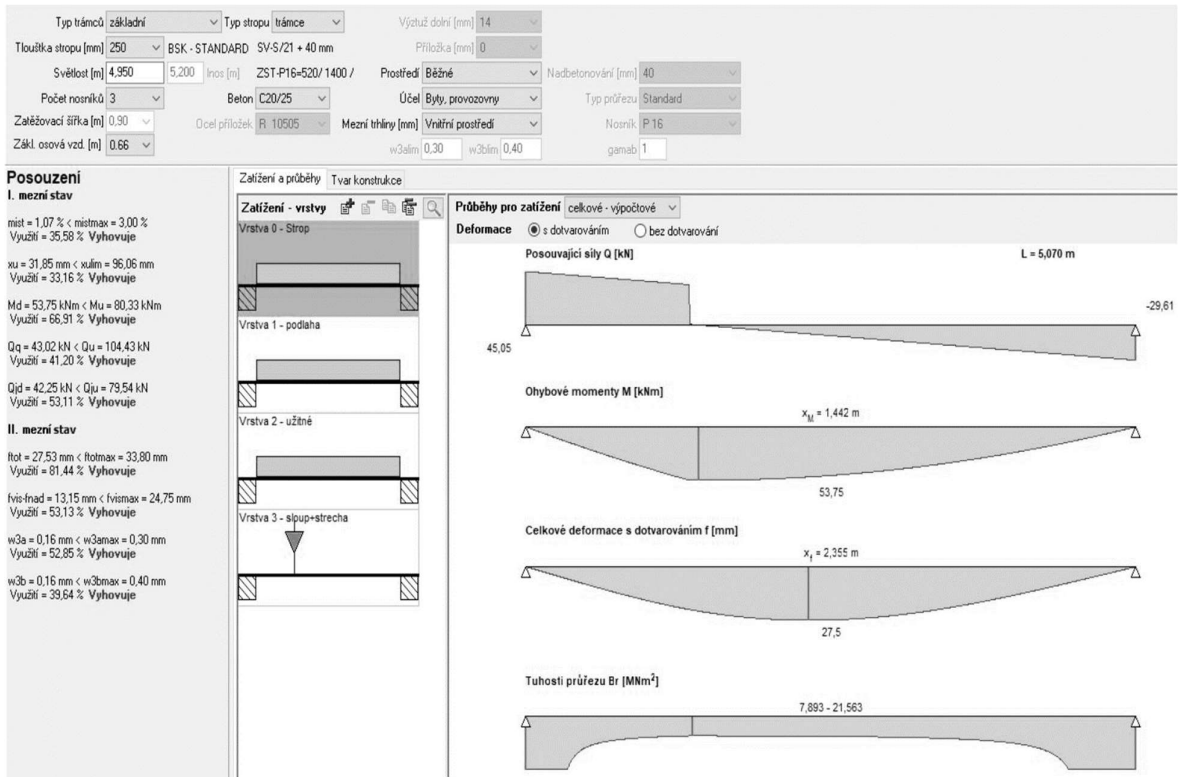 Typ trámců základní Typ stropu trámce Výztuž dolní [mm] 14
Tlouštka stropu [mm] 250 BSK - STANDARD SV-S/21 + 40 mm Příložka [mm] 0
Světlost [m] 4,950 5,200 lnos [m] ZST-P16=520/ 1400 / Prostředí Běžné Nadbetonování [mm] 40
Počet nosníků 3 Beton C20/25 Účel Byty, provozovny Typ průřezu Standard
Zatěžovací šířka [m] 0,90 Ocel příložek R 10505 Mezní trhliny [mm] Vnitřní prostředí Nosník P 16
Zákl. osová vzd. [m] 0.66 w3alim 0,30 w3blim 0,40 gamab 1
Posouzení
I. mezní stav
mist = 1,07 % < mistmax = 3,00 %
Využití = 35,58 % Vyhovuje
xu = 31,85 mm < xulim = 96,06 mm
Využití = 33,16 % Vyhovuje
Md = 53,75 kNm < Mu = 80,33 kNm
Využití = 66,91 % Vyhovuje
Qq = 43,02 kN < Qu = 104,43 kN
Využití = 41,20 % Vyhovuje
Qjd = 42,25 kN < Qju = 79,54 kN
Využití = 53,11 % Vyhovuje
II. mezní stav
ftot = 27,53 mm < ftotmax = 33,80 mm
Využití = 81,44 % Vyhovuje
fvis-fnad = 13,15 mm < fvismax = 24,75 mm
Využití = 53,13 % Vyhovuje
w3a = 0,16 mm < w3amax = 0,30 mm
Využití = 52,85 % Vyhovuje
w3b = 0,16 mm < w3bmax = 0,40 mm
Využití = 39,64 % Vyhovuje
Zatížení a průběhy Tvar konstrukce
Zatížení - vrstvy
Vrstva 0 - Strop
Vrstva 1 - podlaha
Vrstva 2 - užitné
Vrstva 3 - sloup+strecha
Průběhy pro zatížení celkové - výpočtové
Deformace s dotvarováním bez dotvarování
Posouvající síly Q [kN] L = 5,070 m
-29,61
45,05
Ohybové momenty M [kNm]
xM = 1,442 m
53,75
Celkové deformace s dotvarováním f [mm]
xf = 2,355 m
27,5
Tuhosti průřezu Br [MNm²]
7,893 - 21,563